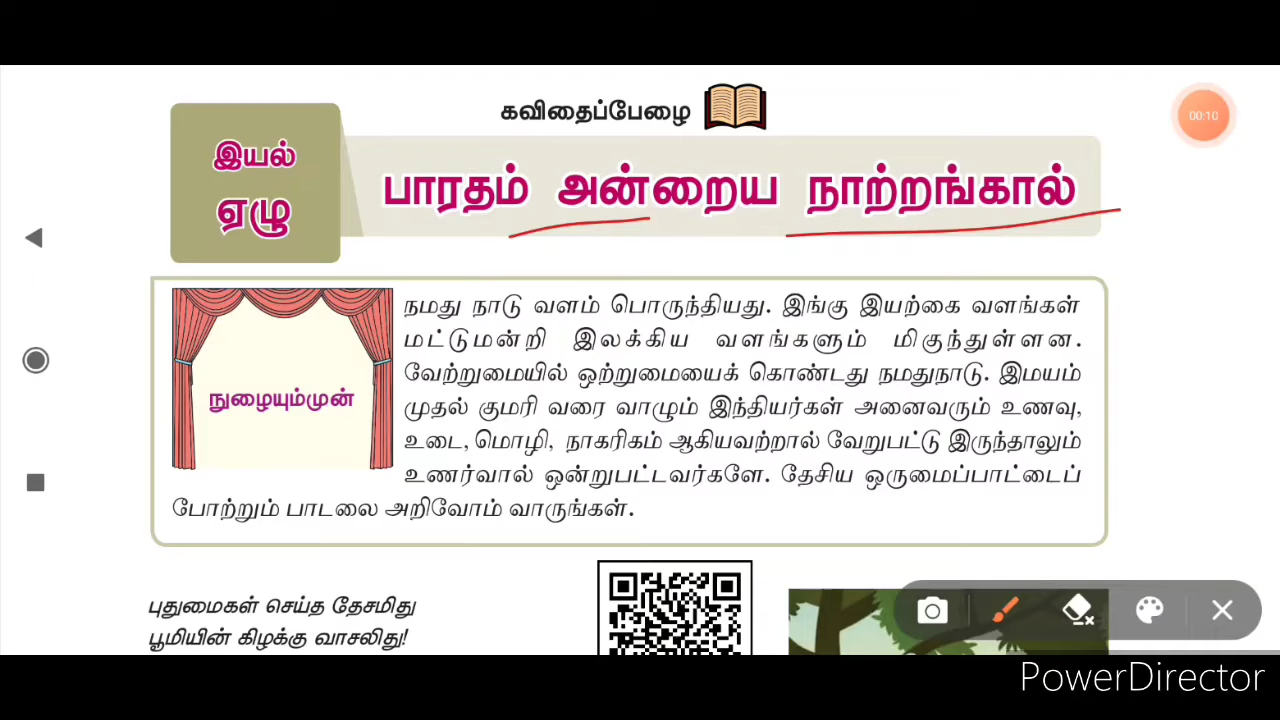 கவிதைப்பேழை
00:10
இயல்
ஏழு
பாரதம் அன்றைய நாற்றங்கால்
நுழையும்முன்
நமது நாடு வளம் பொருந்தியது. இங்கு இயற்கை வளங்கள்
மட்டுமன்றி இலக்கிய வளங்களும் மிகுந்துள்ளன.
வேற்றுமையில் ஒற்றுமையைக் கொண்டது நமதுநாடு. இமயம்
முதல் குமரி வரை வாழும் இந்தியர்கள் அனைவரும் உணவு,
உடை, மொழி, நாகரிகம் ஆகியவற்றால் வேறுபட்டு இருந்தாலும்
உணர்வால் ஒன்றுபட்டவர்களே. தேசிய ஒருமைப்பாட்டைப்
போற்றும் பாடலை அறிவோம் வாருங்கள்.
புதுமைகள் செய்த தேசமிது
பூமியின் கிழக்கு வாசலிது!
PowerDirector